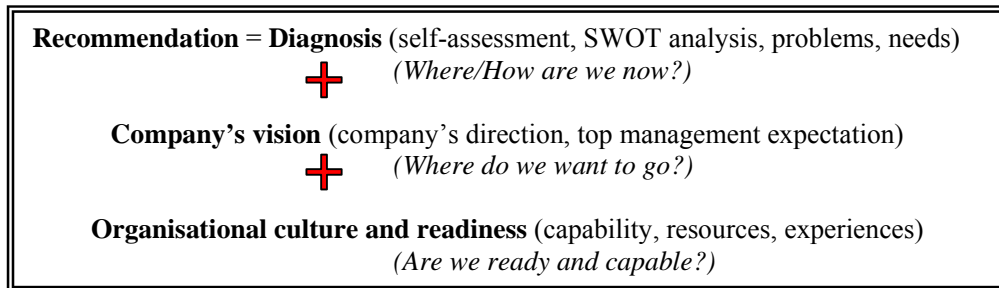 Recommendation = Diagnosis (self-assessment, SWOT analysis, problems, needs)
(Where/How are we now?)
Company's vision (company's direction, top management expectation)
(Where do we want to go?)
Organisational culture and readiness (capability, resources, experiences)
(Are we ready and capable?)